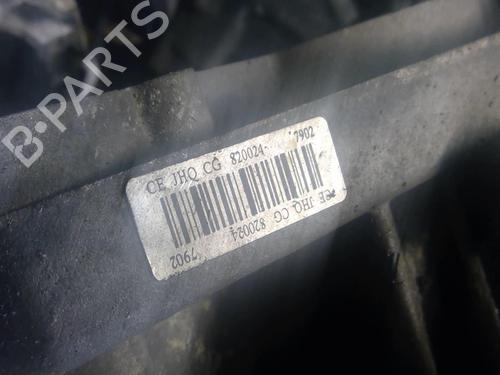 B-PARTS
CE JHQ CG 820024- 7902
CE JHQ CG 820024 7902